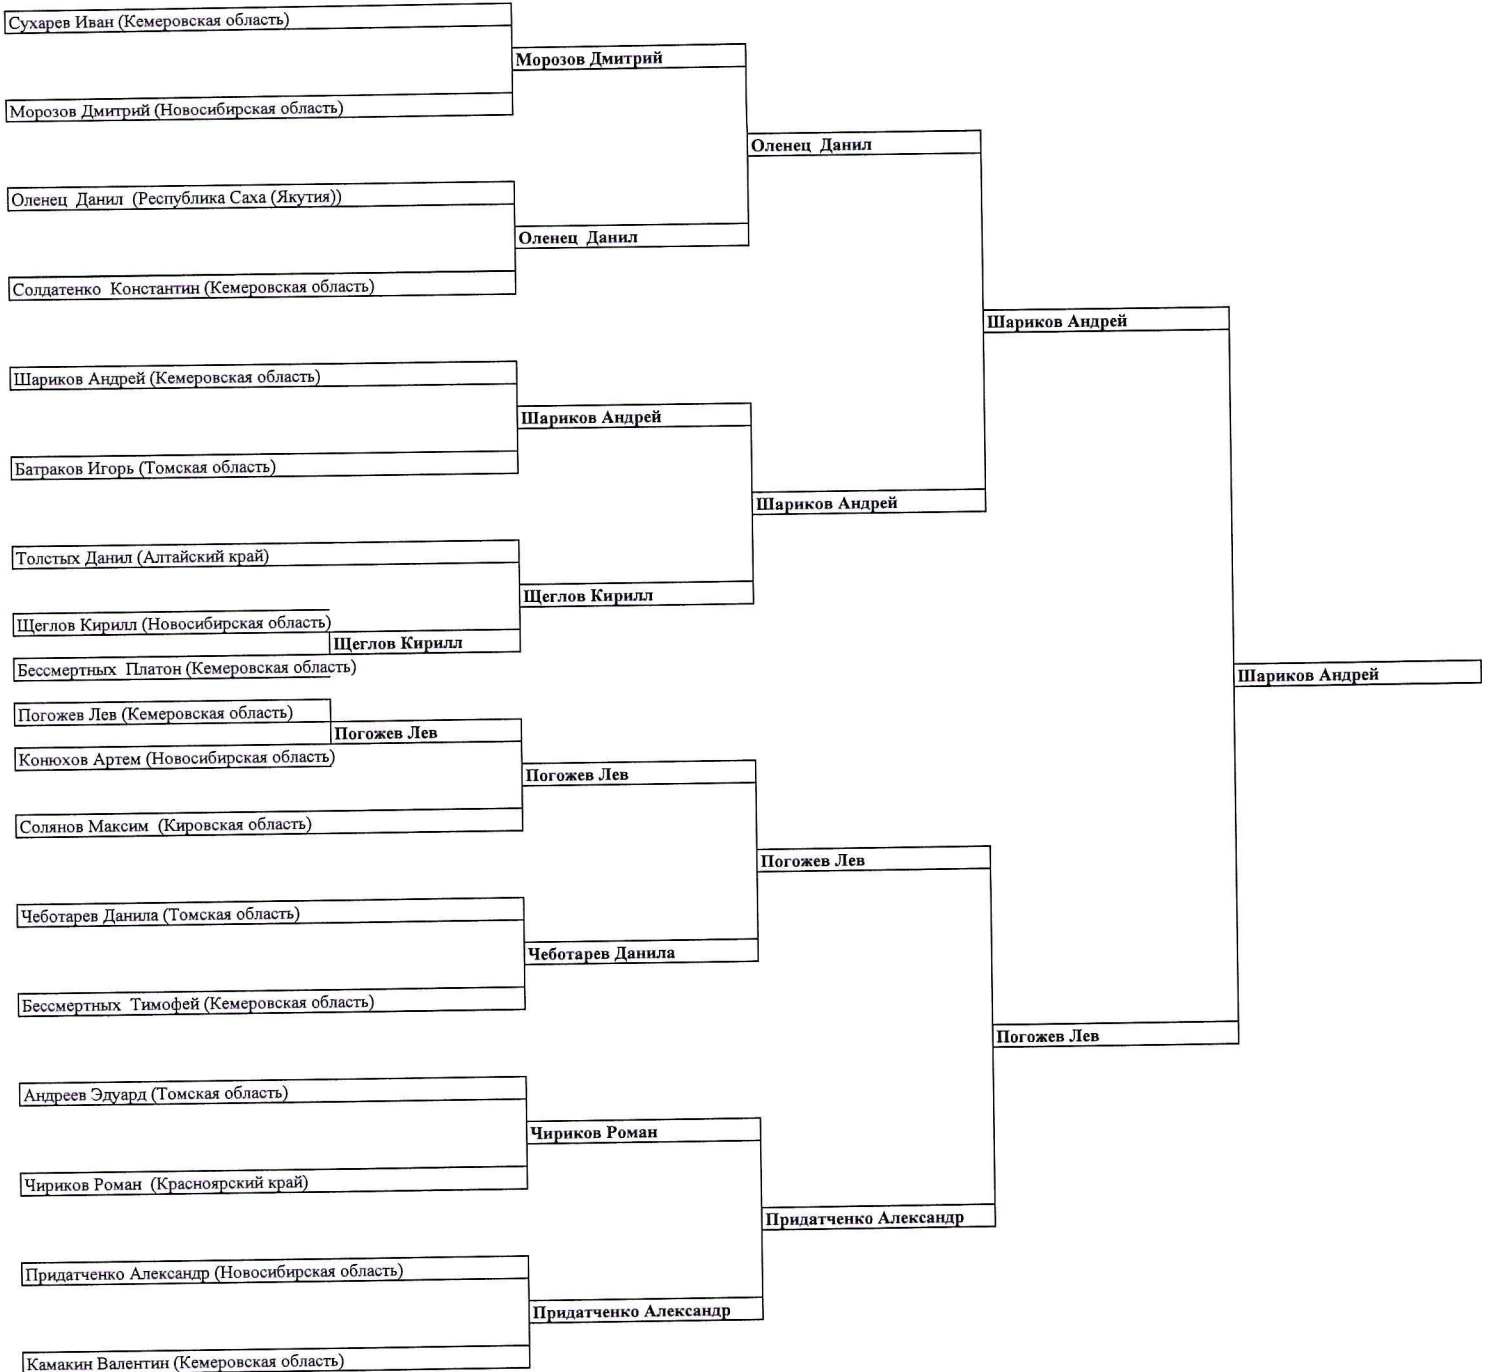 Сухарев Иван (Кемеровская область)
Морозов Дмитрий
Морозов Дмитрий (Новосибирская область)
Оленец Данил
Оленец Данил (Республика Саха (Якутия))
Оленец Данил
Солдатенко Константин (Кемеровская область)
Шариков Андрей
Шариков Андрей (Кемеровская область)
Шариков Андрей
Батраков Игорь (Томская область)
Шариков Андрей
Толстых Данил (Алтайский край)
Щеглов Кирилл
Щеглов Кирилл (Новосибирская область)
Щеглов Кирилл
Бессмертных Платон (Кемеровская область)
Шариков Андрей
Погожев Лев (Кемеровская область)
Погожев Лев
Конюхов Артем (Новосибирская область)
Погожев Лев
Солянов Максим (Кировская область)
Погожев Лев
Чеботарев Данила (Томская область)
Чеботарев Данила
Бессмертных Тимофей (Кемеровская область)
Погожев Лев
Андреев Эдуард (Томская область)
Чириков Роман
Чириков Роман (Красноярский край)
Придатченко Александр
Придатченко Александр (Новосибирская область)
Придатченко Александр
Камакин Валентин (Кемеровская область)